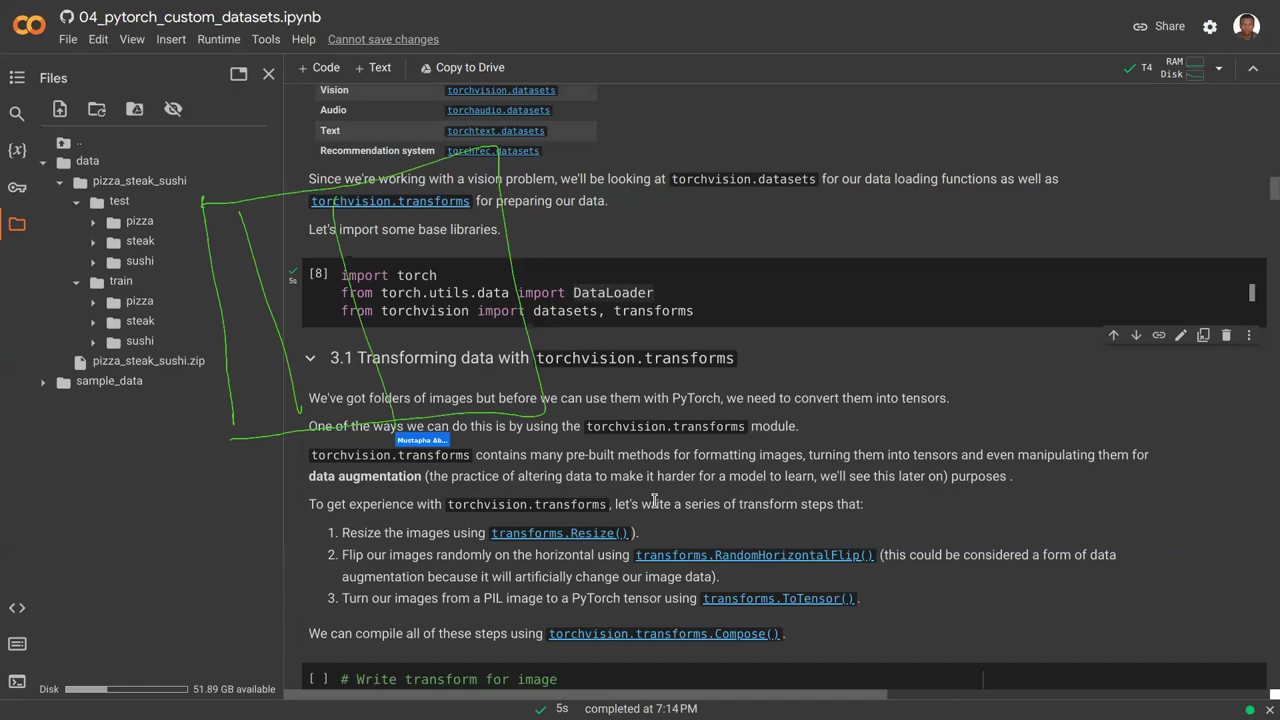 04_pytorch_custom_datasets.ipynb
File Edit View Insert Runtime Tools Help Cannot save changes
Share
Files
+ Code + Text Copy to Drive
T4 RAM Disk
..
data
pizza_steak_sushi
test
pizza
steak
sushi
train
pizza
steak
sushi
pizza_steak_sushi.zip
sample_data
Disk 51.89 GB available
Vision torchvision.datasets
Audio torchaudio.datasets
Text torchtext.datasets
Recommendation system torchrec.datasets
Since we're working with a vision problem, we'll be looking at torchvision.datasets for our data loading functions as well as
torchvision.transforms for preparing our data.
Let's import some base libraries.
[8] import torch
5s
from torch.utils.data import DataLoader
from torchvision import datasets, transforms
3.1 Transforming data with torchvision.transforms
We've got folders of images but before we can use them with PyTorch, we need to convert them into tensors.
One of the ways we can do this is by using the torchvision.transforms module.
Mustapha Ab...
torchvision.transforms contains many pre-built methods for formatting images, turning them into tensors and even manipulating them for
data augmentation (the practice of altering data to make it harder for a model to learn, we'll see this later on) purposes .
To get experience with torchvision.transforms, let's write a series of transform steps that:
1. Resize the images using transforms.Resize() ).
2. Flip our images randomly on the horizontal using transforms.RandomHorizontalFlip() (this could be considered a form of data
augmentation because it will artificially change our image data).
3. Turn our images from a PIL image to a PyTorch tensor using transforms.ToTensor().
We can compile all of these steps using torchvision.transforms.Compose().
[ ] # Write transform for image
5s completed at 7:14 PM